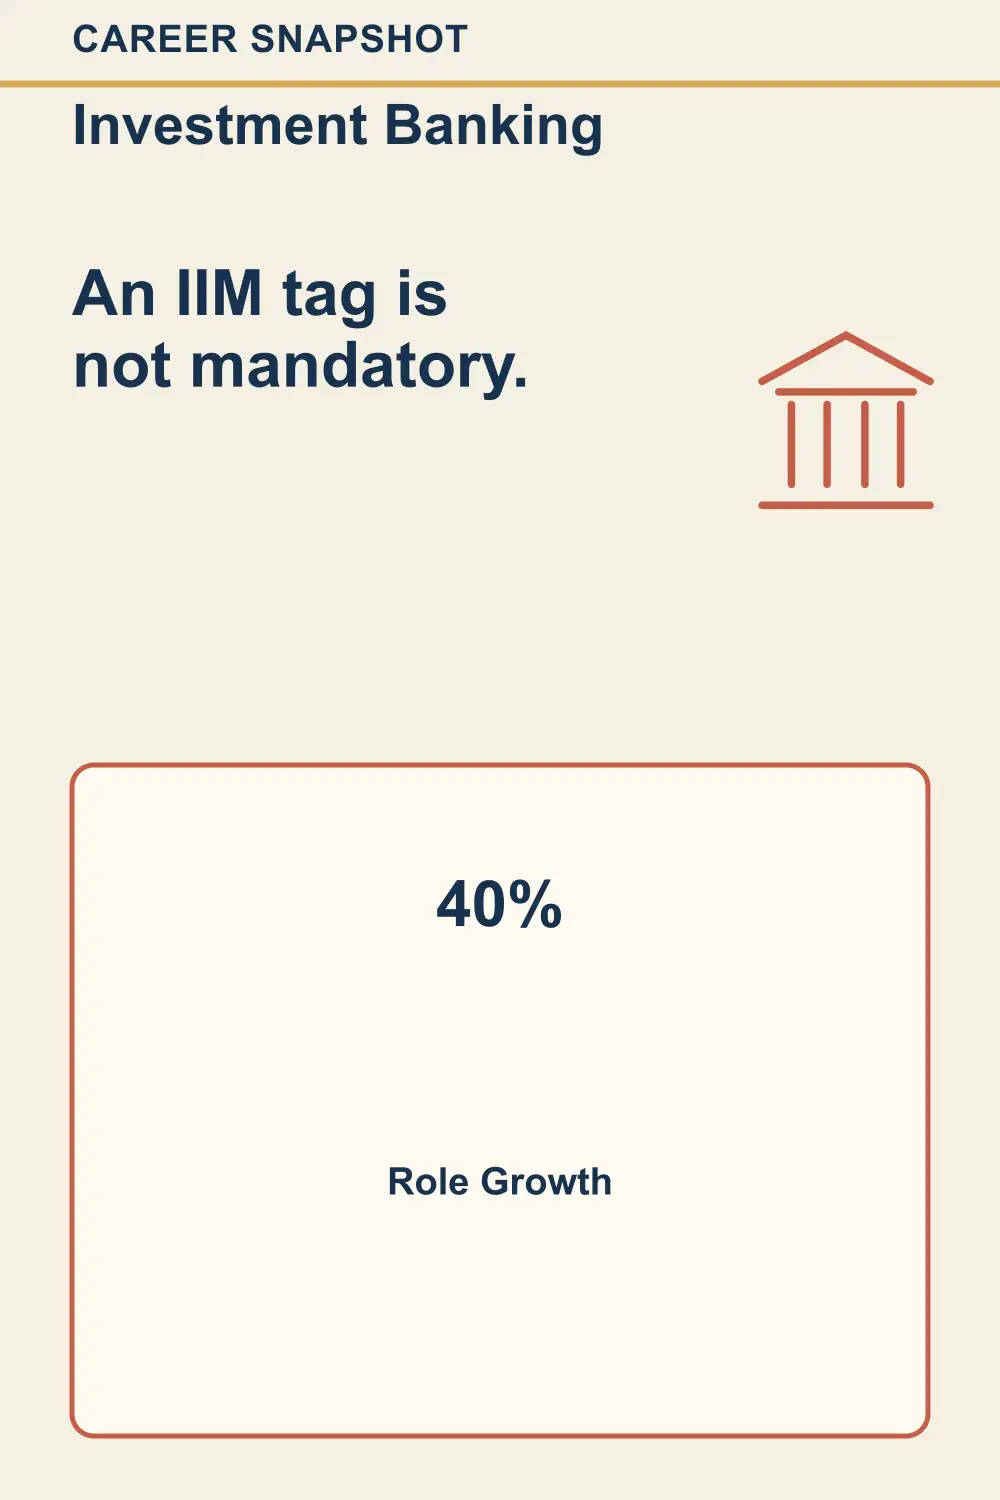 CAREER SNAPSHOT
Investment Banking
An IIM tag is
not mandatory.
40%
Role Growth